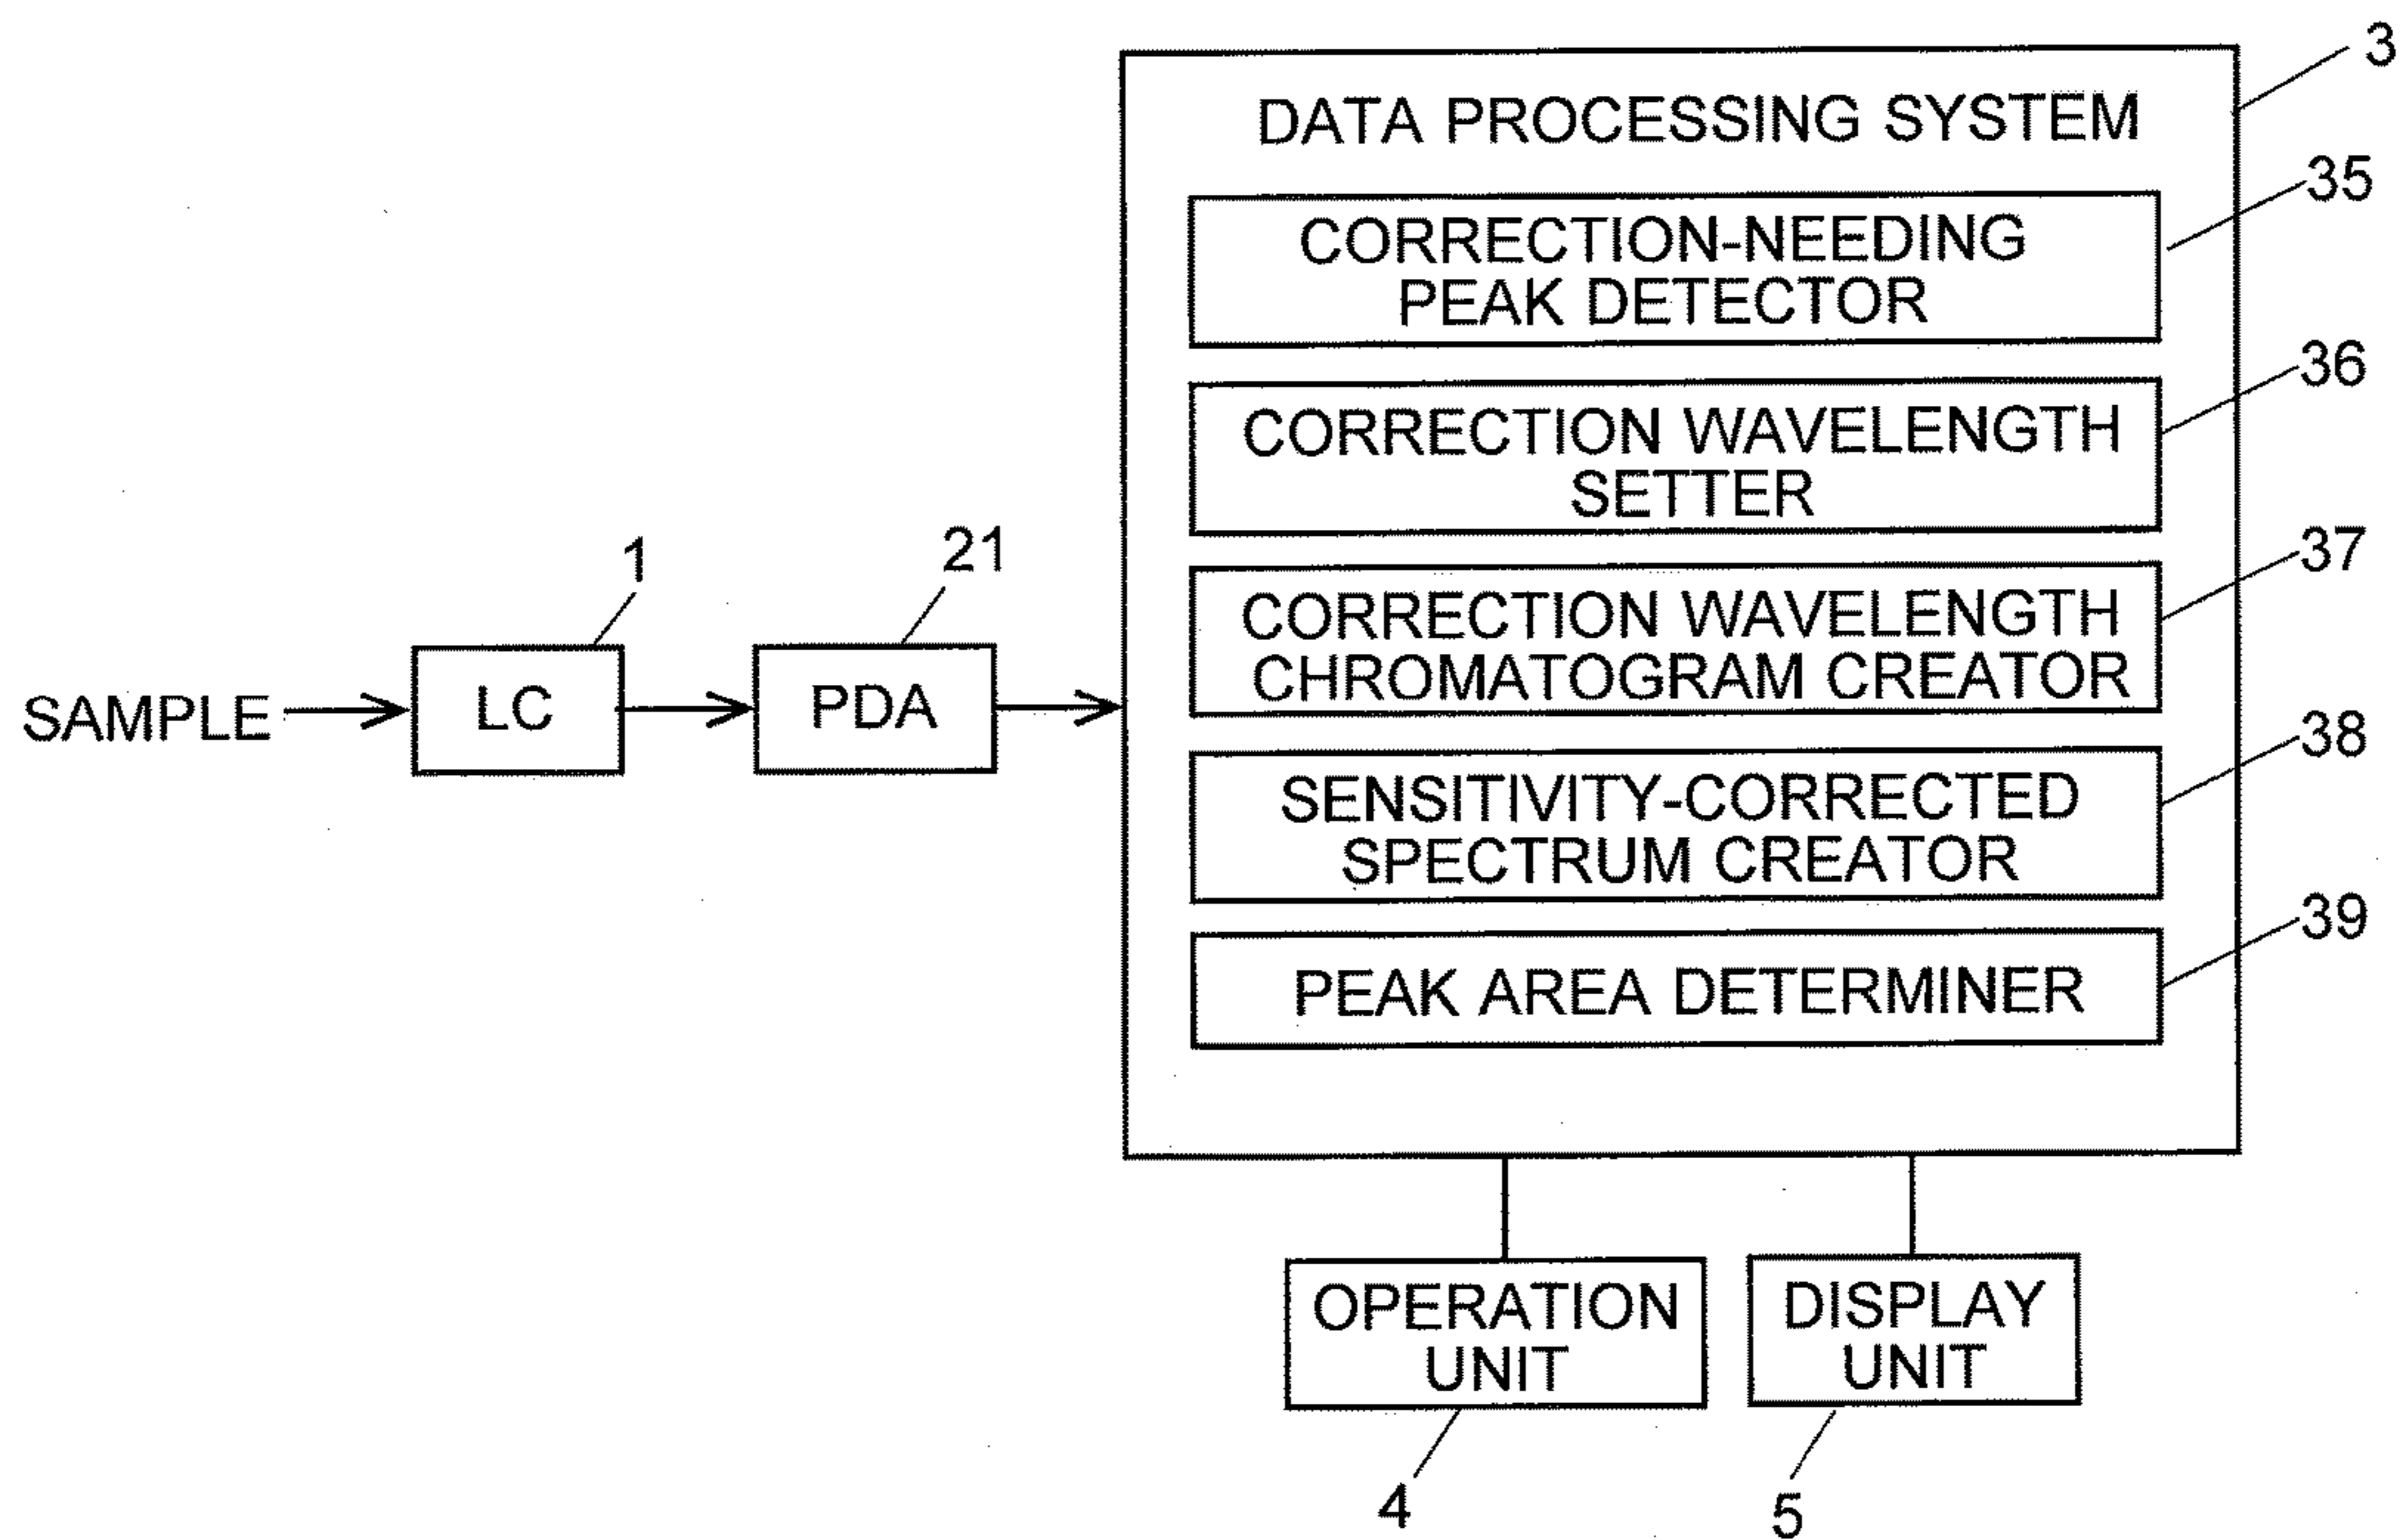 3
DATA PROCESSING SYSTEM
35
CORRECTION-NEEDING
PEAK DETECTOR
36
CORRECTION WAVELENGTH
SETTER
37
CORRECTION WAVELENGTH
CHROMATOGRAM CREATOR
38
SENSITIVITY-CORRECTED
SPECTRUM CREATOR
39
PEAK AREA DETERMINER
1
21
SAMPLE
LC
PDA
OPERATION
UNIT
DISPLAY
UNIT
4
5